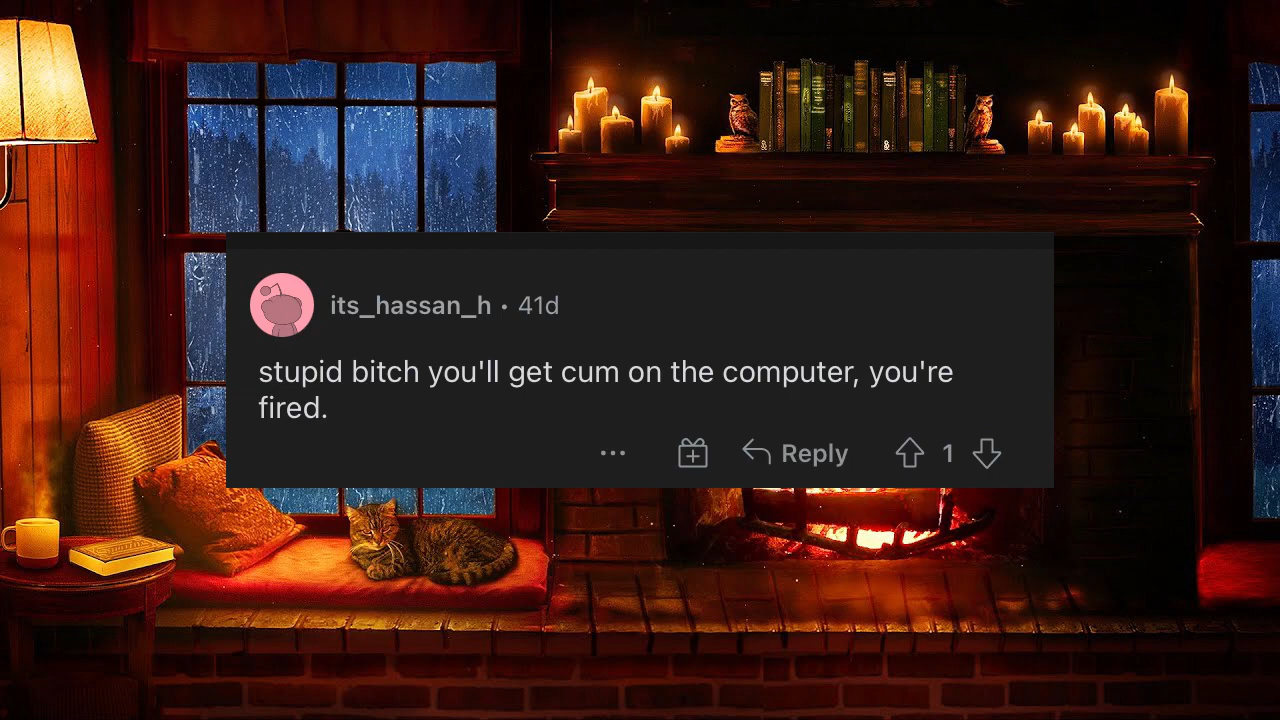 its_hassan_h • 41d
stupid bitch you'll get cum on the computer, you're
fired.
... Reply 1